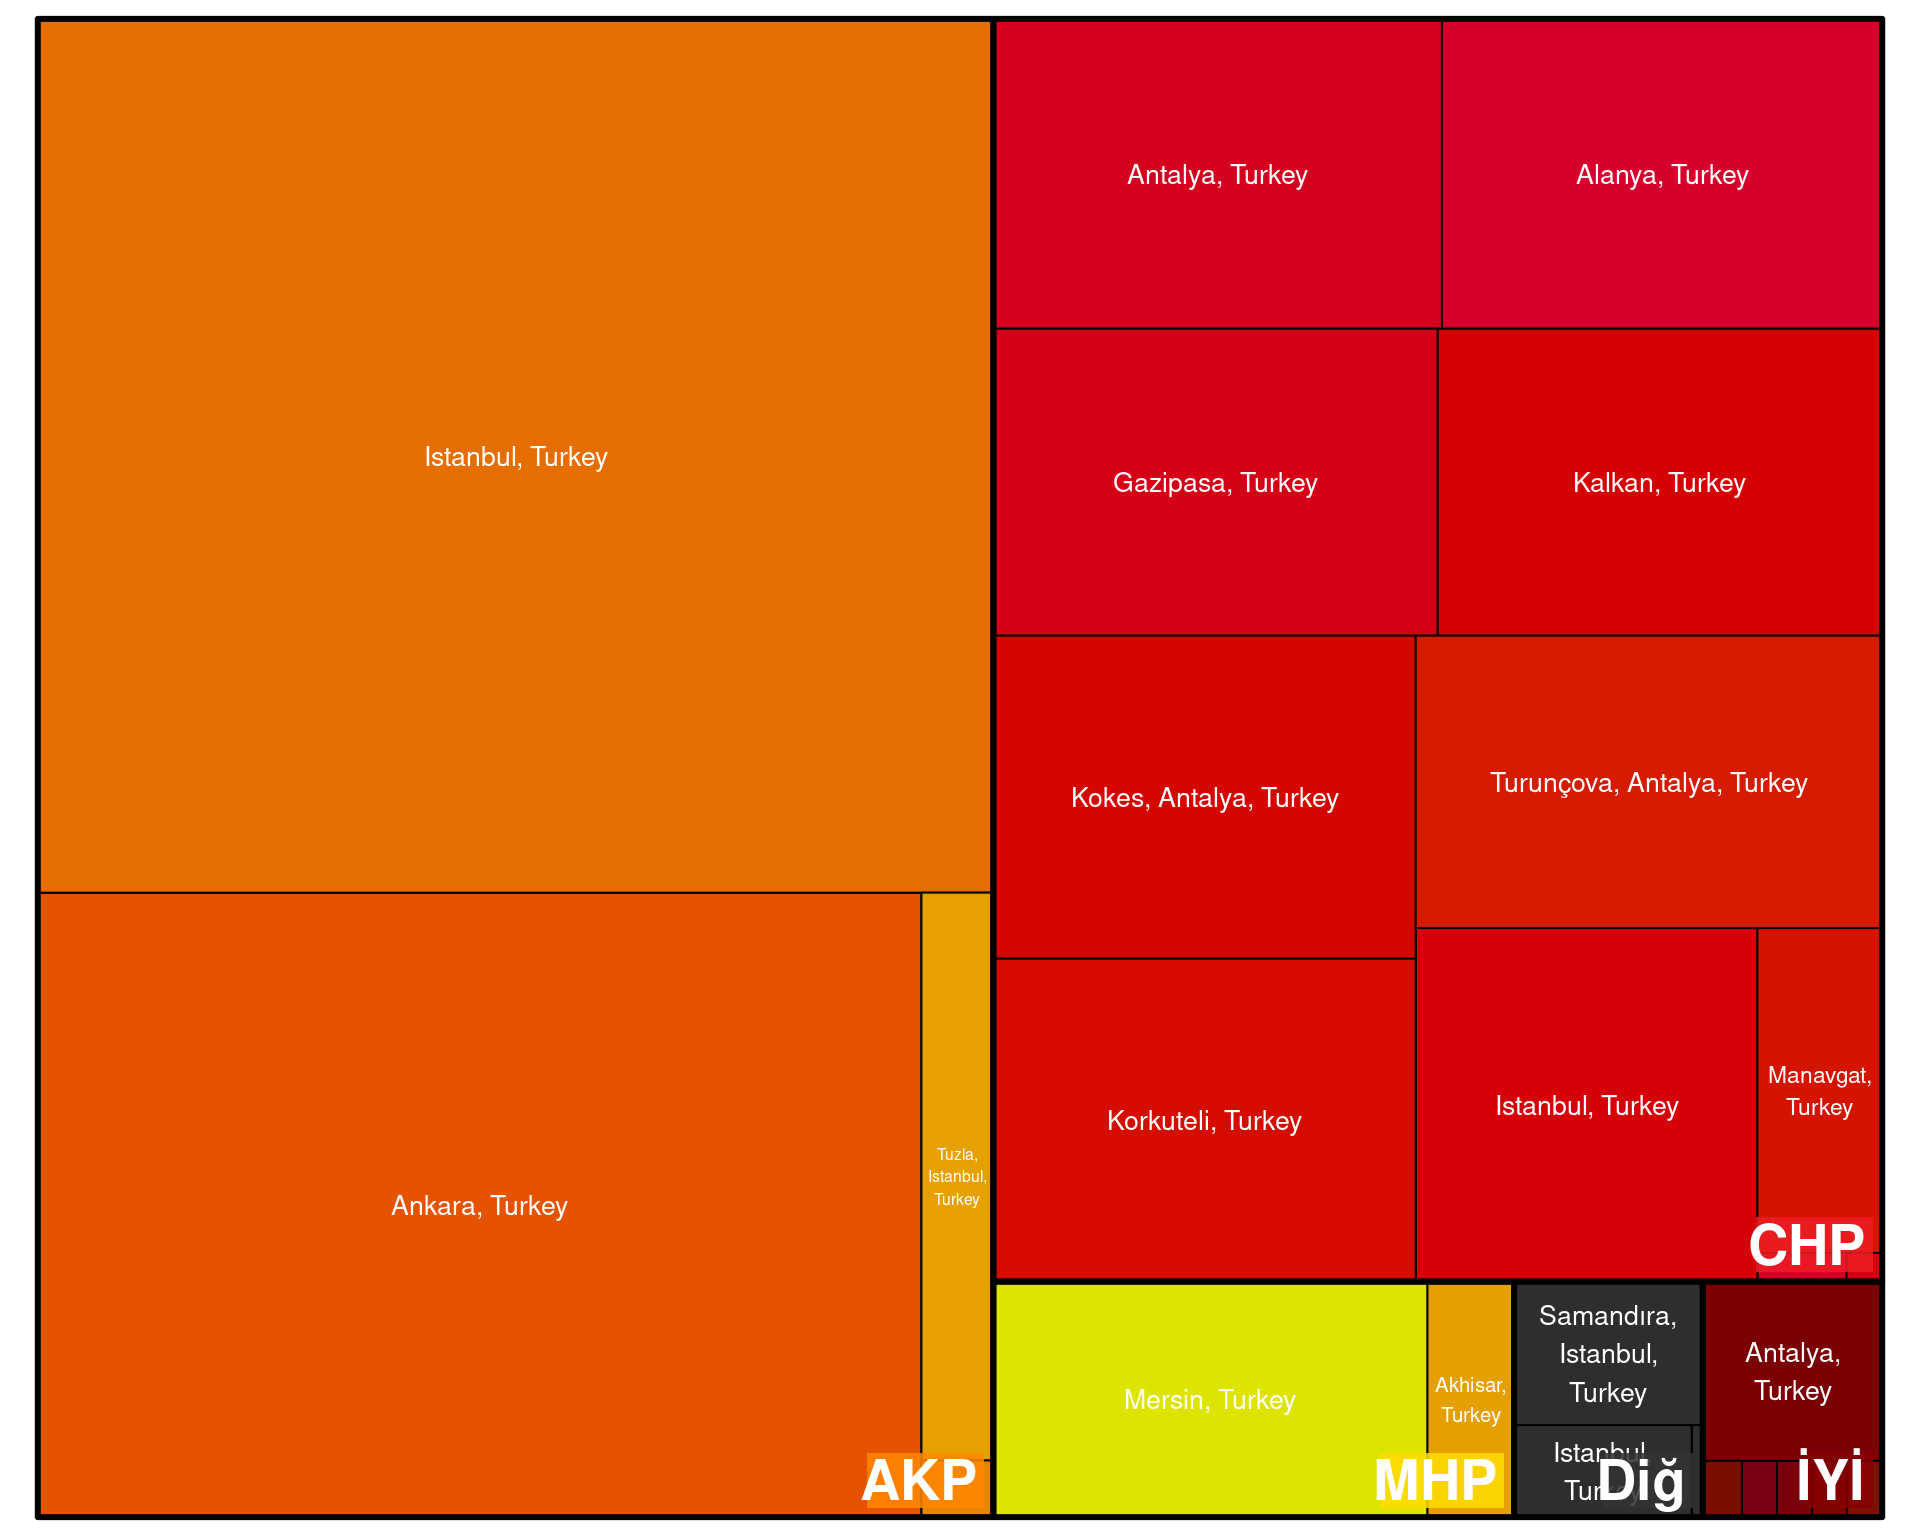 Istanbul, Turkey
Ankara, Turkey
Tuzla,
Istanbul,
Turkey
AKP
Antalya, Turkey
Alanya, Turkey
Gazipasa, Turkey
Kalkan, Turkey
Kokes, Antalya, Turkey
Turunçova, Antalya, Turkey
Korkuteli, Turkey
Istanbul, Turkey
Manavgat,
Turkey
CHP
Mersin, Turkey
Akhisar,
Turkey
MHP
Samandıra,
Istanbul,
Turkey
Istanbul,
Turkey
Diğ
Antalya,
Turkey
İYİ